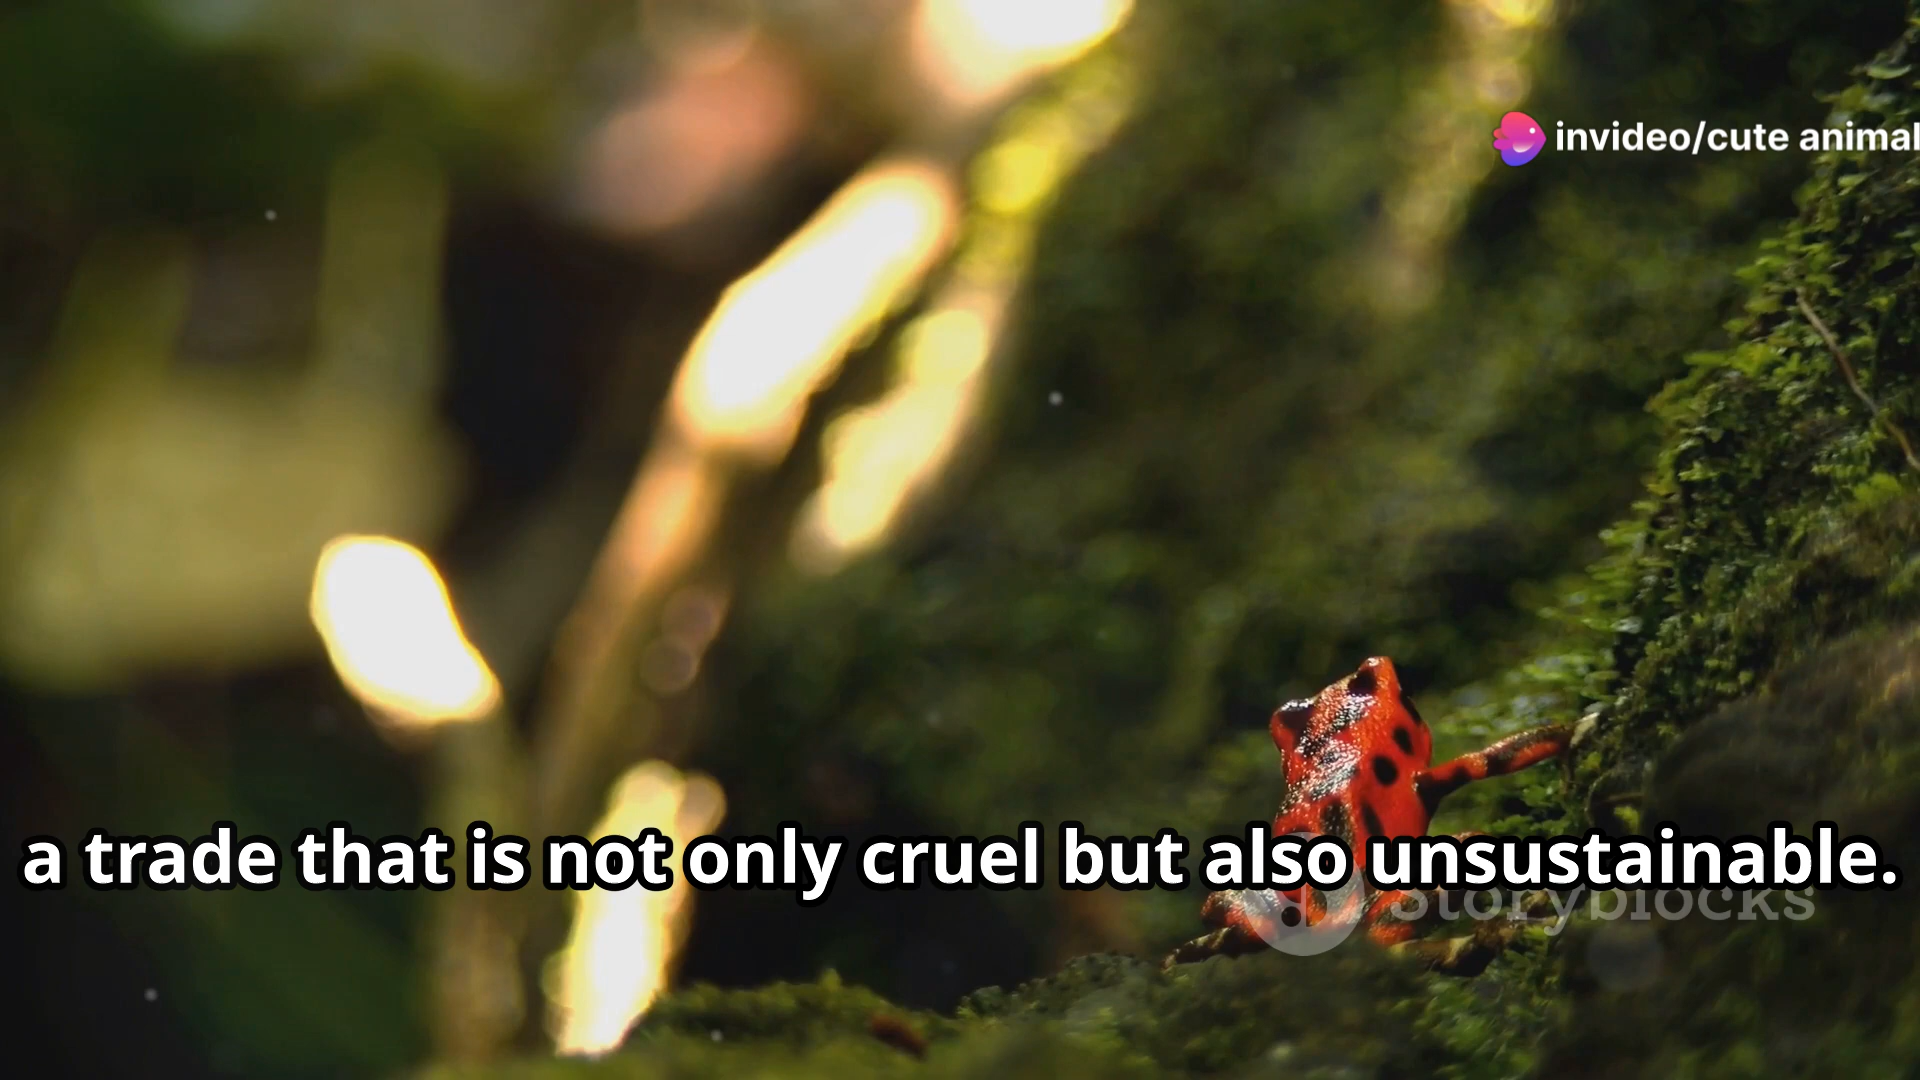 invideo/cute animal
a trade that is not only cruel but also unsustainable.
Storyblocks